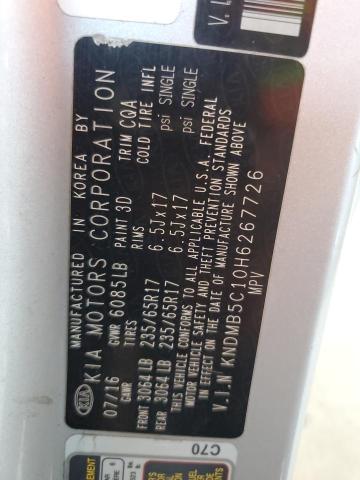 MANUFACTURED IN KOREA BY
KIA KIA MOTORS CORPORATION
07/16 GVWR 6085LB PAINT 3D TRIM CQA
GAWR TIRES COLD TIRE INFL
FRONT 3064LB 235/65R17 6.5Jx17 psi SINGLE
REAR 3064LB 235/65R17 6.5Jx17 psi SINGLE
THIS VEHICLE CONFORMS TO ALL APPLICABLE U.S.A. FEDERAL
MOTOR VEHICLE SAFETY AND THEFT PREVENTION STANDARDS
IN EFFECT ON THE DATE OF MANUFACTURE SHOWN ABOVE
V.I.N KNDMB5C10H6267726
MPV
C70